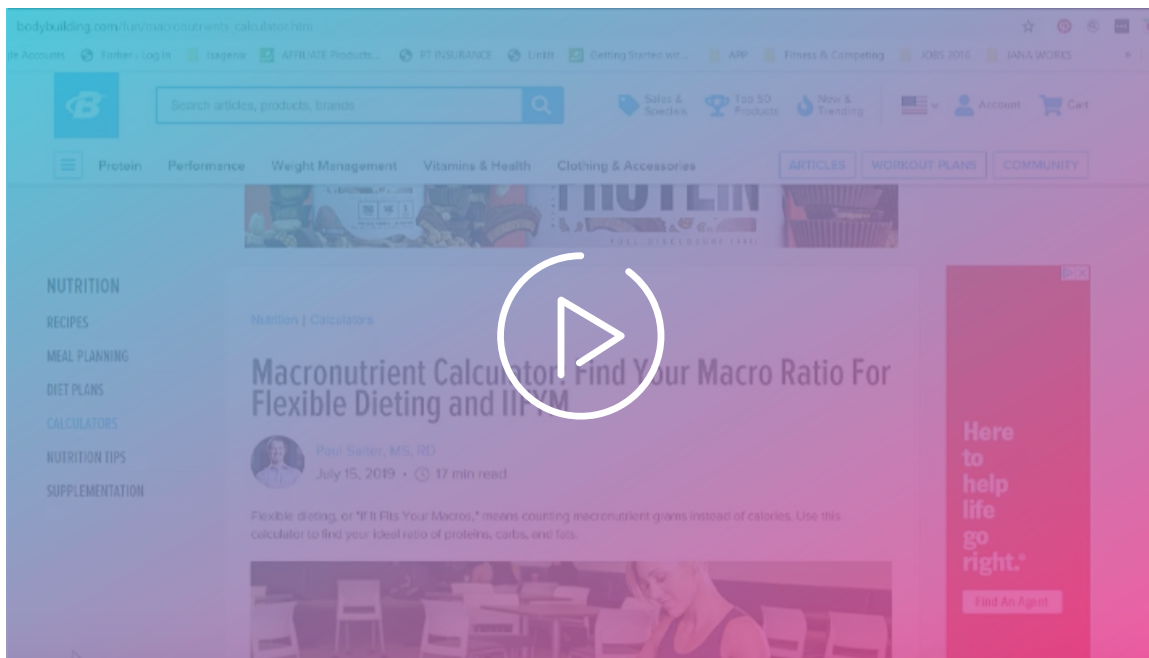 bodybuilding.com/fun/macronutrients_calculator.htm
Accounts Ember - Log In Isagenix AFFILIATE Products... PT INSURANCE LinkIt Getting Started wi... APP Fitness & Competing JOBS 2016 JANA WORKS
Search articles, products, brands
Sales & Specials
Top 50 Products
New & Trending
Account
Cart
Protein Performance Weight Management Vitamins & Health Clothing & Accessories
ARTICLES WORKOUT PLANS COMMUNITY
PROTEIN
NUTRITION
RECIPES
MEAL PLANNING
DIET PLANS
CALCULATORS
NUTRITION TIPS
SUPPLEMENTATION
Nutrition | Calculators
Macronutrient Calculator: Find Your Macro Ratio For
Flexible Dieting and IIFYM
Paul Salter, MS, RD
July 15, 2019 • 17 min read
Flexible dieting, or "If It Fits Your Macros," means counting macronutrient grams instead of calories. Use this
calculator to find your ideal ratio of proteins, carbs, and fats.
Here
to
help
life
go
right.®
Find An Agent